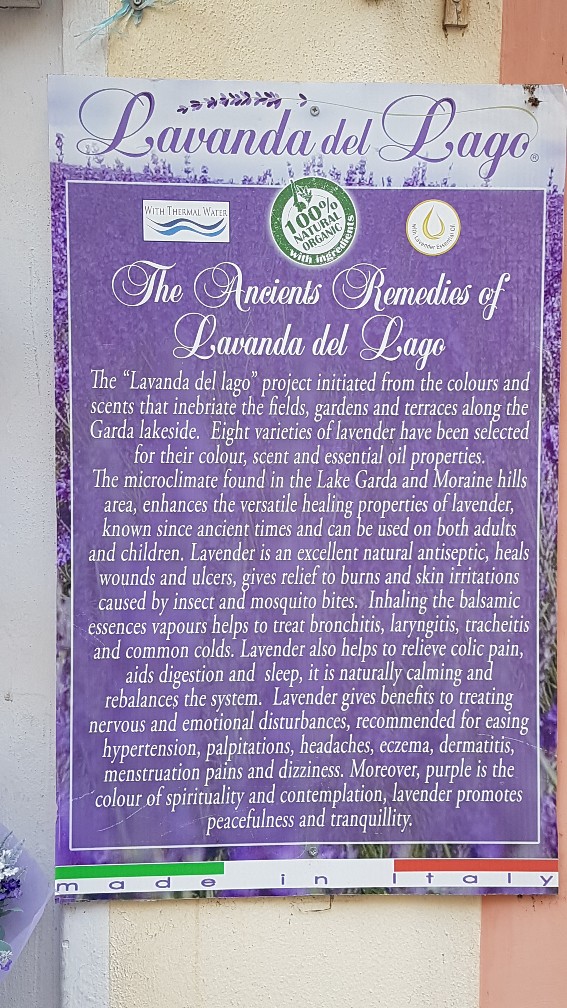 Lavanda del Lago®
With Thermal Water
100%
NATURAL
ORGANIC
with ingredients
with Lavender Essential Oil
The Ancients Remedies of
Lavanda del Lago
The “Lavanda del lago” project initiated from the colours and
scents that inebriate the fields, gardens and terraces along the
Garda lakeside. Eight varieties of lavender have been selected
for their colour, scent and essential oil properties.
The microclimate found in the Lake Garda and Moraine hills
area, enhances the versatile healing properties of lavender,
known since ancient times and can be used on both adults
and children. Lavender is an excellent natural antiseptic, heals
wounds and ulcers, gives relief to burns and skin irritations
caused by insect and mosquito bites. Inhaling the balsamic
essences vapours helps to treat bronchitis, laryngitis, tracheitis
and common colds. Lavender also helps to relieve colic pain,
aids digestion and sleep, it is naturally calming and
rebalances the system. Lavender gives benefits to treating
nervous and emotional disturbances, recommended for easing
hypertension, palpitations, headaches, eczema, dermatitis,
menstruation pains and dizziness. Moreover, purple is the
colour of spirituality and contemplation, lavender promotes
peacefulness and tranquillity.
made in Italy